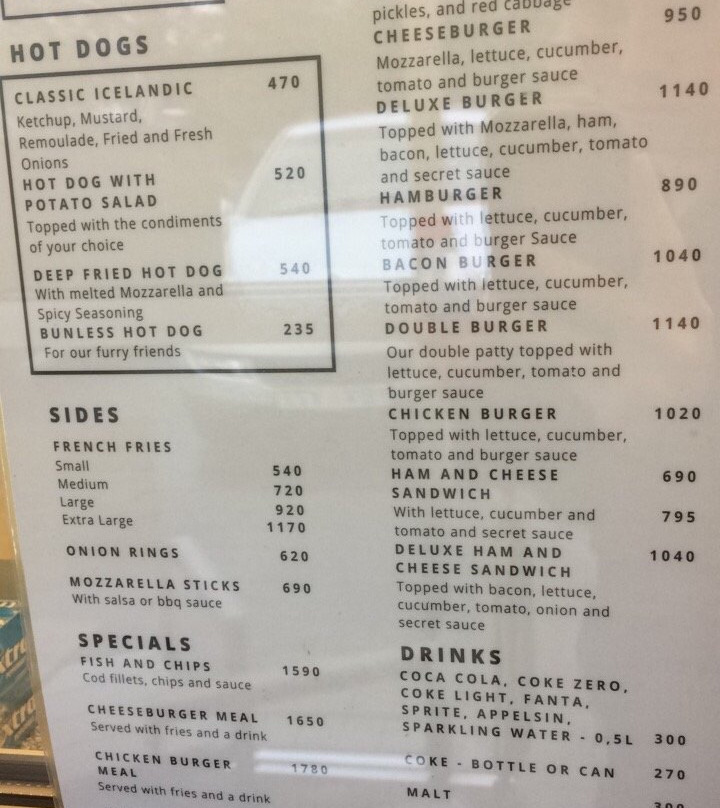 HOT DOGS
CLASSIC ICELANDIC 470
Ketchup, Mustard,
Remoulade, Fried and Fresh
Onions
HOT DOG WITH 520
POTATO SALAD
Topped with the condiments
of your choice
DEEP FRIED HOT DOG 540
With melted Mozzarella and
Spicy Seasoning
BUNLESS HOT DOG 235
For our furry friends
SIDES
FRENCH FRIES
Small 540
Medium 720
Large 920
Extra Large 1170
ONION RINGS 620
MOZZARELLA STICKS 690
With salsa or bbq sauce
SPECIALS
FISH AND CHIPS 1590
Cod fillets, chips and sauce
CHEESEBURGER MEAL 1650
Served with fries and a drink
CHICKEN BURGER 1780
MEAL
Served with fries and a drink
pickles, and red cabbage
CHEESEBURGER 950
Mozzarella, lettuce, cucumber,
tomato and burger sauce
DELUXE BURGER 1140
Topped with Mozzarella, ham,
bacon, lettuce, cucumber, tomato
and secret sauce
HAMBURGER 890
Topped with lettuce, cucumber,
tomato and burger Sauce
BACON BURGER 1040
Topped with lettuce, cucumber,
tomato and burger sauce
DOUBLE BURGER 1140
Our double patty topped with
lettuce, cucumber, tomato and
burger sauce
CHICKEN BURGER 1020
Topped with lettuce, cucumber,
tomato and burger sauce
HAM AND CHEESE 690
SANDWICH
With lettuce, cucumber and 795
tomato and secret sauce
DELUXE HAM AND 1040
CHEESE SANDWICH
Topped with bacon, lettuce,
cucumber, tomato, onion and
secret sauce
DRINKS
COCA COLA, COKE ZERO,
COKE LIGHT, FANTA,
SPRITE, APPELSIN,
SPARKLING WATER - 0,5L 300
COKE - BOTTLE OR CAN 270
MALT